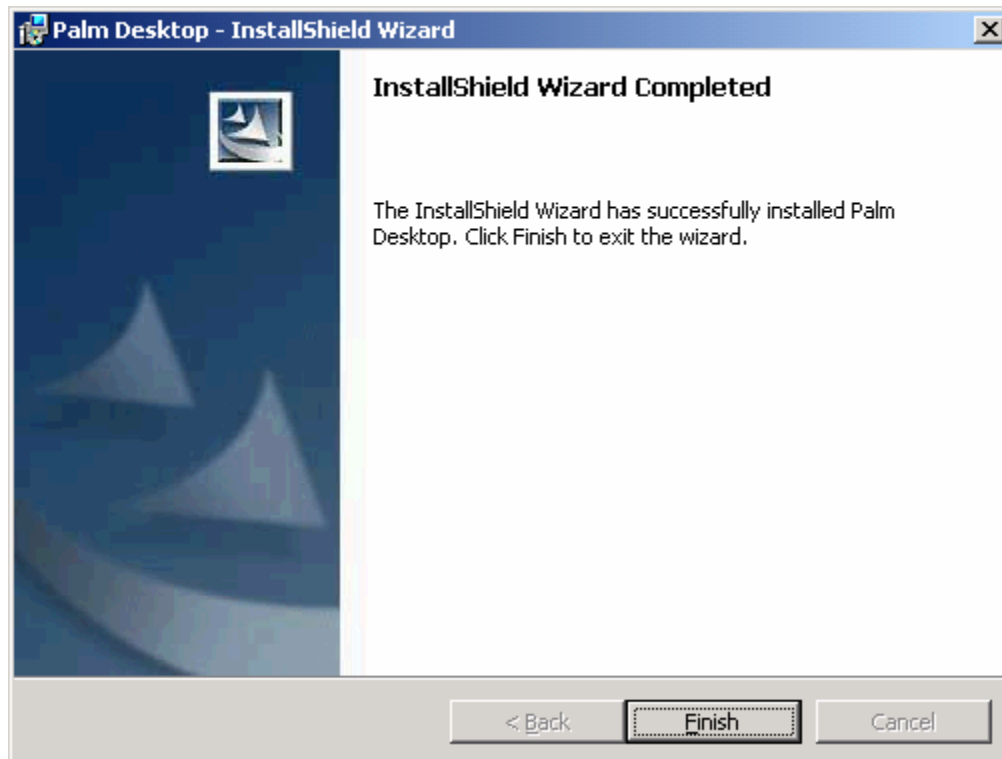 Palm Desktop - InstallShield Wizard
InstallShield Wizard Completed
The InstallShield Wizard has successfully installed Palm
Desktop. Click Finish to exit the wizard.
< Back
Finish
Cancel